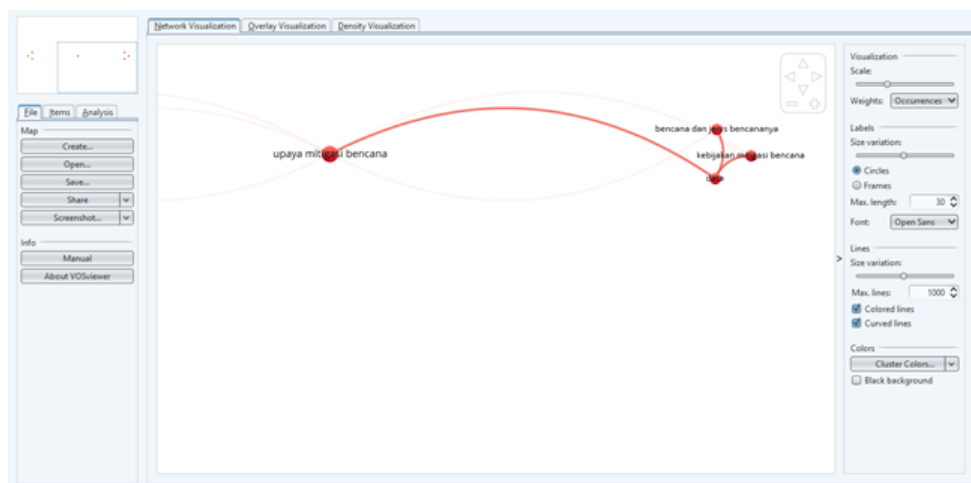 Network Visualization Overlay Visualization Density Visualization
File Items Analysis
Map
Create...
Open...
Save...
Share
Screenshot...
Info
Manual
About VOSviewer
upaya mitigasi bencana
bencana dan jenis bencananya
kebijakan mitigasi bencana
Visualization
Scale:
Weights: Occurrences
Labels
Size variation:
Circles
Frames
Max. length: 30
Font: Open Sans
Lines
Size variation:
Max. lines: 1000
Colored lines
Curved lines
Colors
Cluster Colors...
Black background